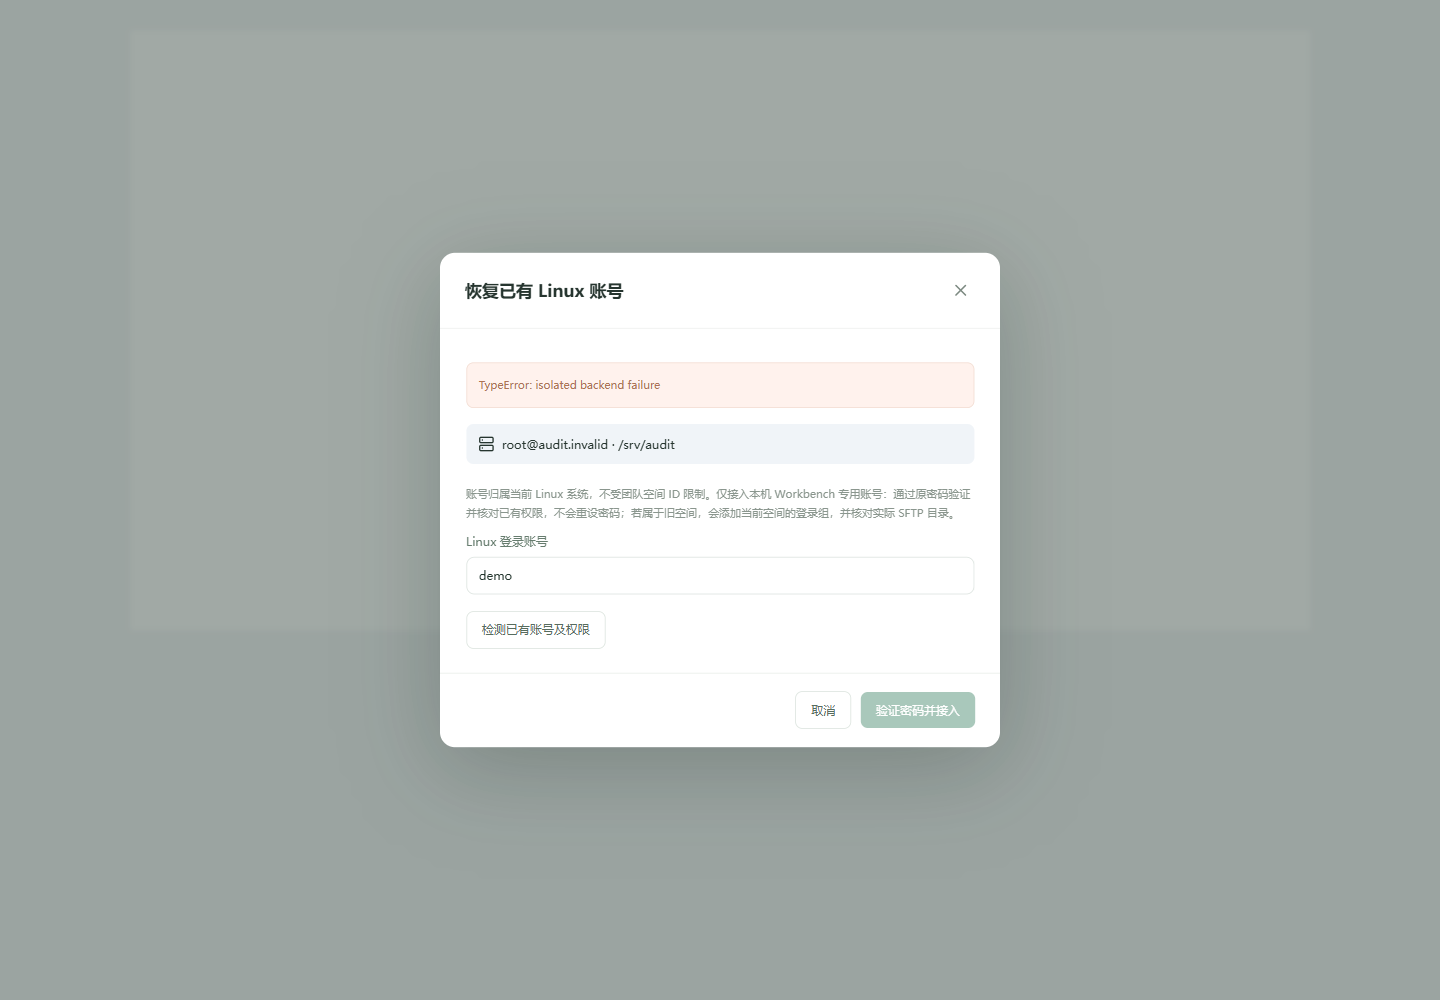 恢复已有 Linux 账号
TypeError: isolated backend failure
root@audit.invalid · /srv/audit
账号归属当前 Linux 系统，不受团队空间 ID 限制。仅接入本机 Workbench 专用账号：通过原密码验证
并核对已有权限，不会重设密码；若属于旧空间，会添加当前空间的登录组，并核对实际 SFTP 目录。
Linux 登录账号
demo
检测已有账号及权限
取消
验证密码并接入